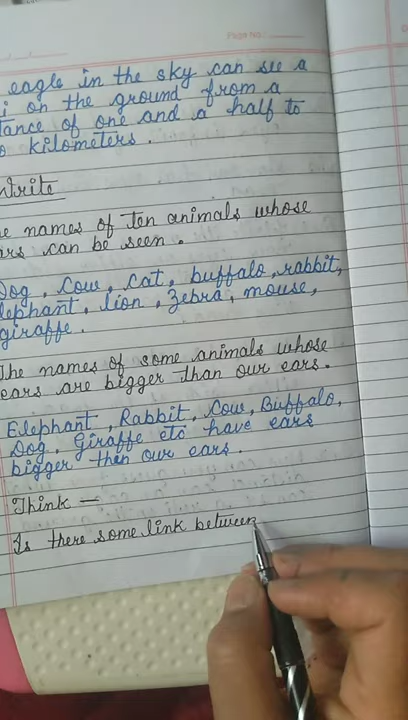 Page No.:
eagle in the sky can see a
i on the ground from a
tance of one and a half to
o kilometers.
Write
e names of ten animals whose
ars can be seen.
Dog, Cow, Cat, buffalo, rabbit,
lephant, lion, Zebra, mouse,
giraffe.
The names of some animals whose
ears are bigger than our ears.
Elephant, Rabbit, Cow, Buffalo,
Dog, Giraffe etc have ears
bigger then our ears.
Think —
Is there some link between